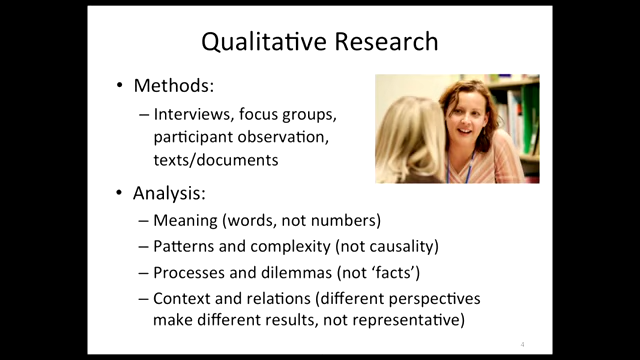 Qualitative Research
• Methods:
– Interviews, focus groups,
participant observation,
texts/documents
• Analysis:
– Meaning (words, not numbers)
– Patterns and complexity (not causality)
– Processes and dilemmas (not ‘facts’)
– Context and relations (different perspectives
make different results, not representative)
4